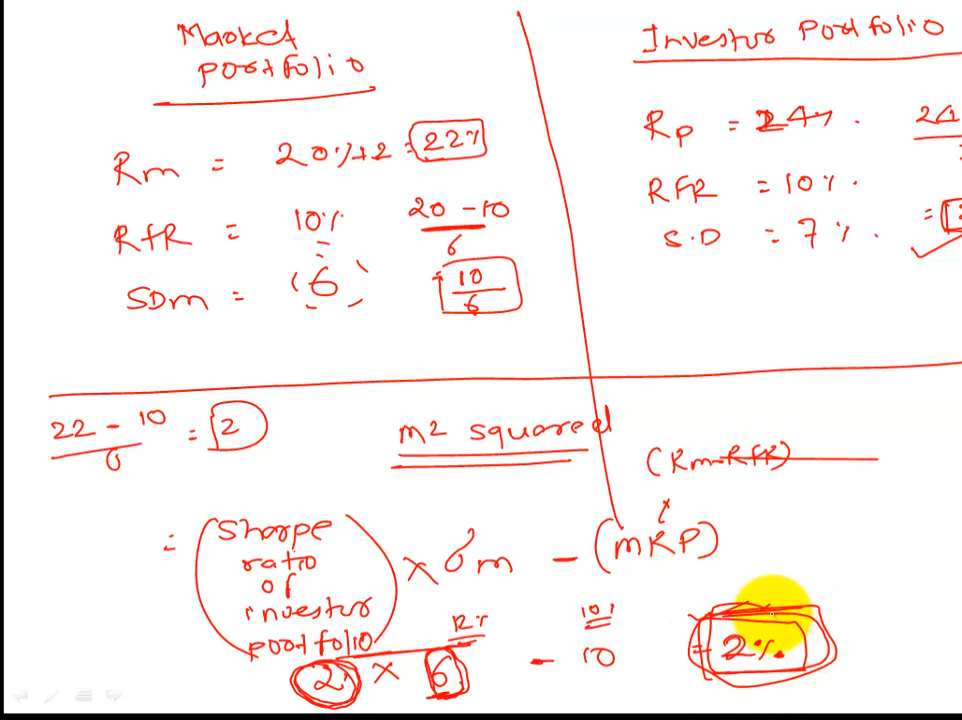 Market
Portfolio
Rm = 20%+2 = 22%
RfR = 10%
20 - 10
6
SDm = (6)
10
6
Investor Portfolio
Rp = 24%.
RFR = 10%.
S.D = 7%.
22 - 10
6
= 2
m2 squared
(Rm-RfR)
= (Sharpe
ratio
of
investor
portfolio) × σm - (MRP)
12%
10%
2 × 6 - 10 = 2%.